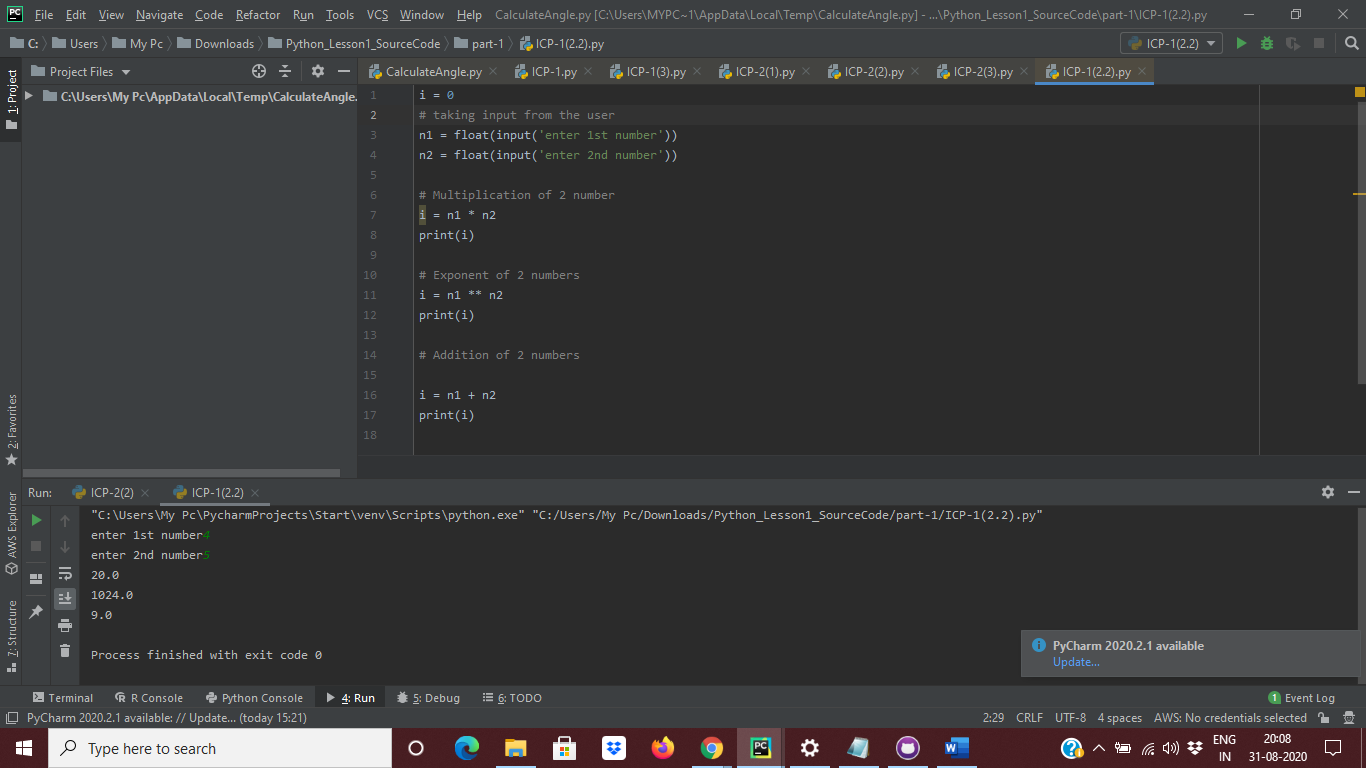 PC File Edit View Navigate Code Refactor Run Tools VCS Window Help CalculateAngle.py [C:\Users\MYPC~1\AppData\Local\Temp\CalculateAngle.py] - ...\Python_Lesson1_SourceCode\part-1\ICP-1(2.2).py
C: Users My Pc Downloads Python_Lesson1_SourceCode part-1 ICP-1(2.2).py ICP-1(2.2)
1: Project
Project Files
CalculateAngle.py ICP-1.py ICP-1(3).py ICP-2(1).py ICP-2(2).py ICP-2(3).py ICP-1(2.2).py
C:\Users\My Pc\AppData\Local\Temp\CalculateAngle.
1 i = 0
2 # taking input from the user
3 n1 = float(input('enter 1st number'))
4 n2 = float(input('enter 2nd number'))
5
6 # Multiplication of 2 number
7 i = n1 * n2
8 print(i)
9
10 # Exponent of 2 numbers
11 i = n1 ** n2
12 print(i)
13
14 # Addition of 2 numbers
15
16 i = n1 + n2
17 print(i)
18
2: Favorites
AWS Explorer
7: Structure
Run: ICP-2(2) ICP-1(2.2)
"C:\Users\My Pc\PycharmProjects\Start\venv\Scripts\python.exe" "C:/Users/My Pc/Downloads/Python_Lesson1_SourceCode/part-1/ICP-1(2.2).py"
enter 1st number4
enter 2nd number5
20.0
1024.0
9.0
Process finished with exit code 0
PyCharm 2020.2.1 available
Update...
Terminal R Console Python Console 4: Run 5: Debug 6: TODO 1 Event Log
PyCharm 2020.2.1 available: // Update... (today 15:21) 2:29 CRLF UTF-8 4 spaces AWS: No credentials selected
Type here to search
PC
ENG
IN
20:08
31-08-2020